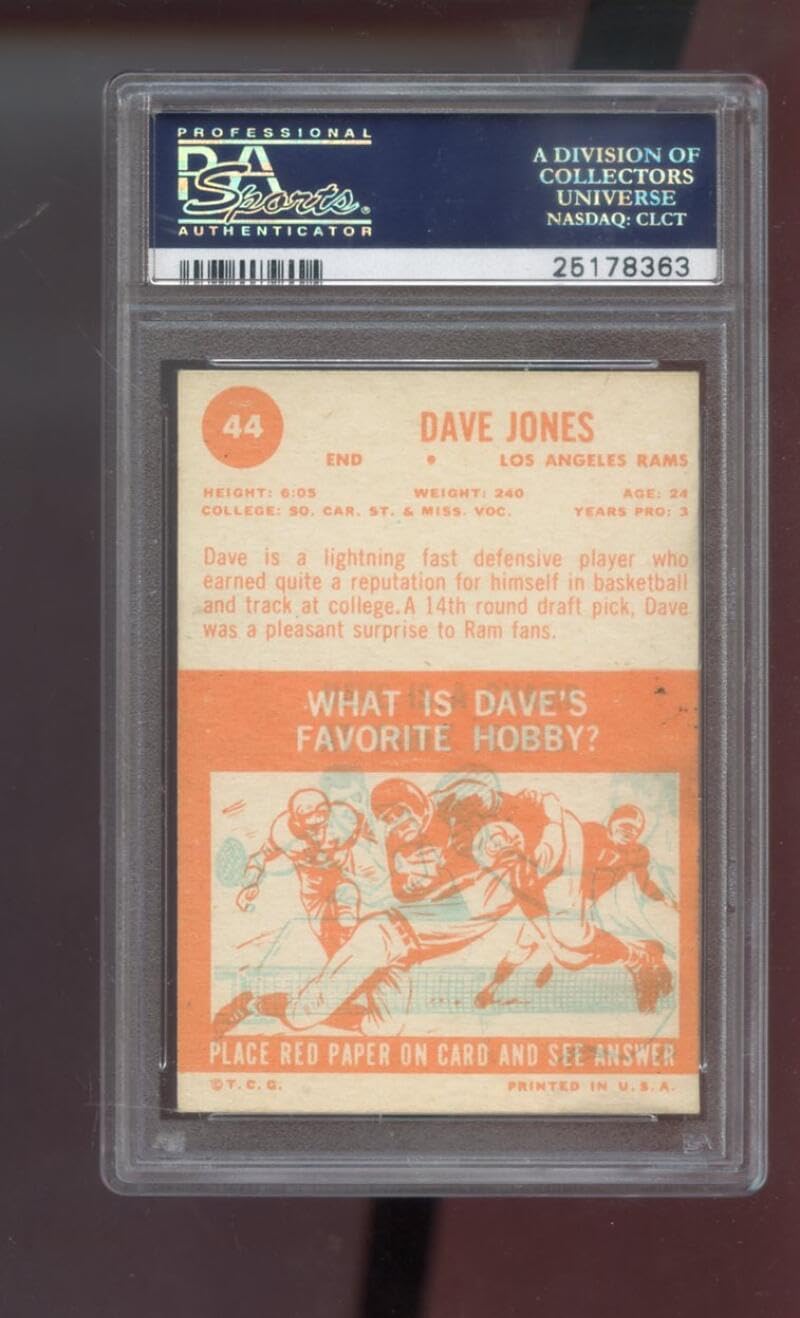 PROFESSIONAL
PSA
Sports
AUTHENTICATOR
A DIVISION OF
COLLECTORS
UNIVERSE
NASDAQ: CLCT
25178363
44
DAVE JONES
END • LOS ANGELES RAMS
HEIGHT: 6:05 WEIGHT: 240 AGE: 24
COLLEGE: SO. CAR. ST. & MISS. VOC. YEARS PRO: 3
Dave is a lightning fast defensive player who
earned quite a reputation for himself in basketball
and track at college. A 14th round draft pick, Dave
was a pleasant surprise to Ram fans.
WHAT IS DAVE'S
FAVORITE HOBBY?
17
PLACE RED PAPER ON CARD AND SEE ANSWER
©T.C.G. PRINTED IN U.S.A.